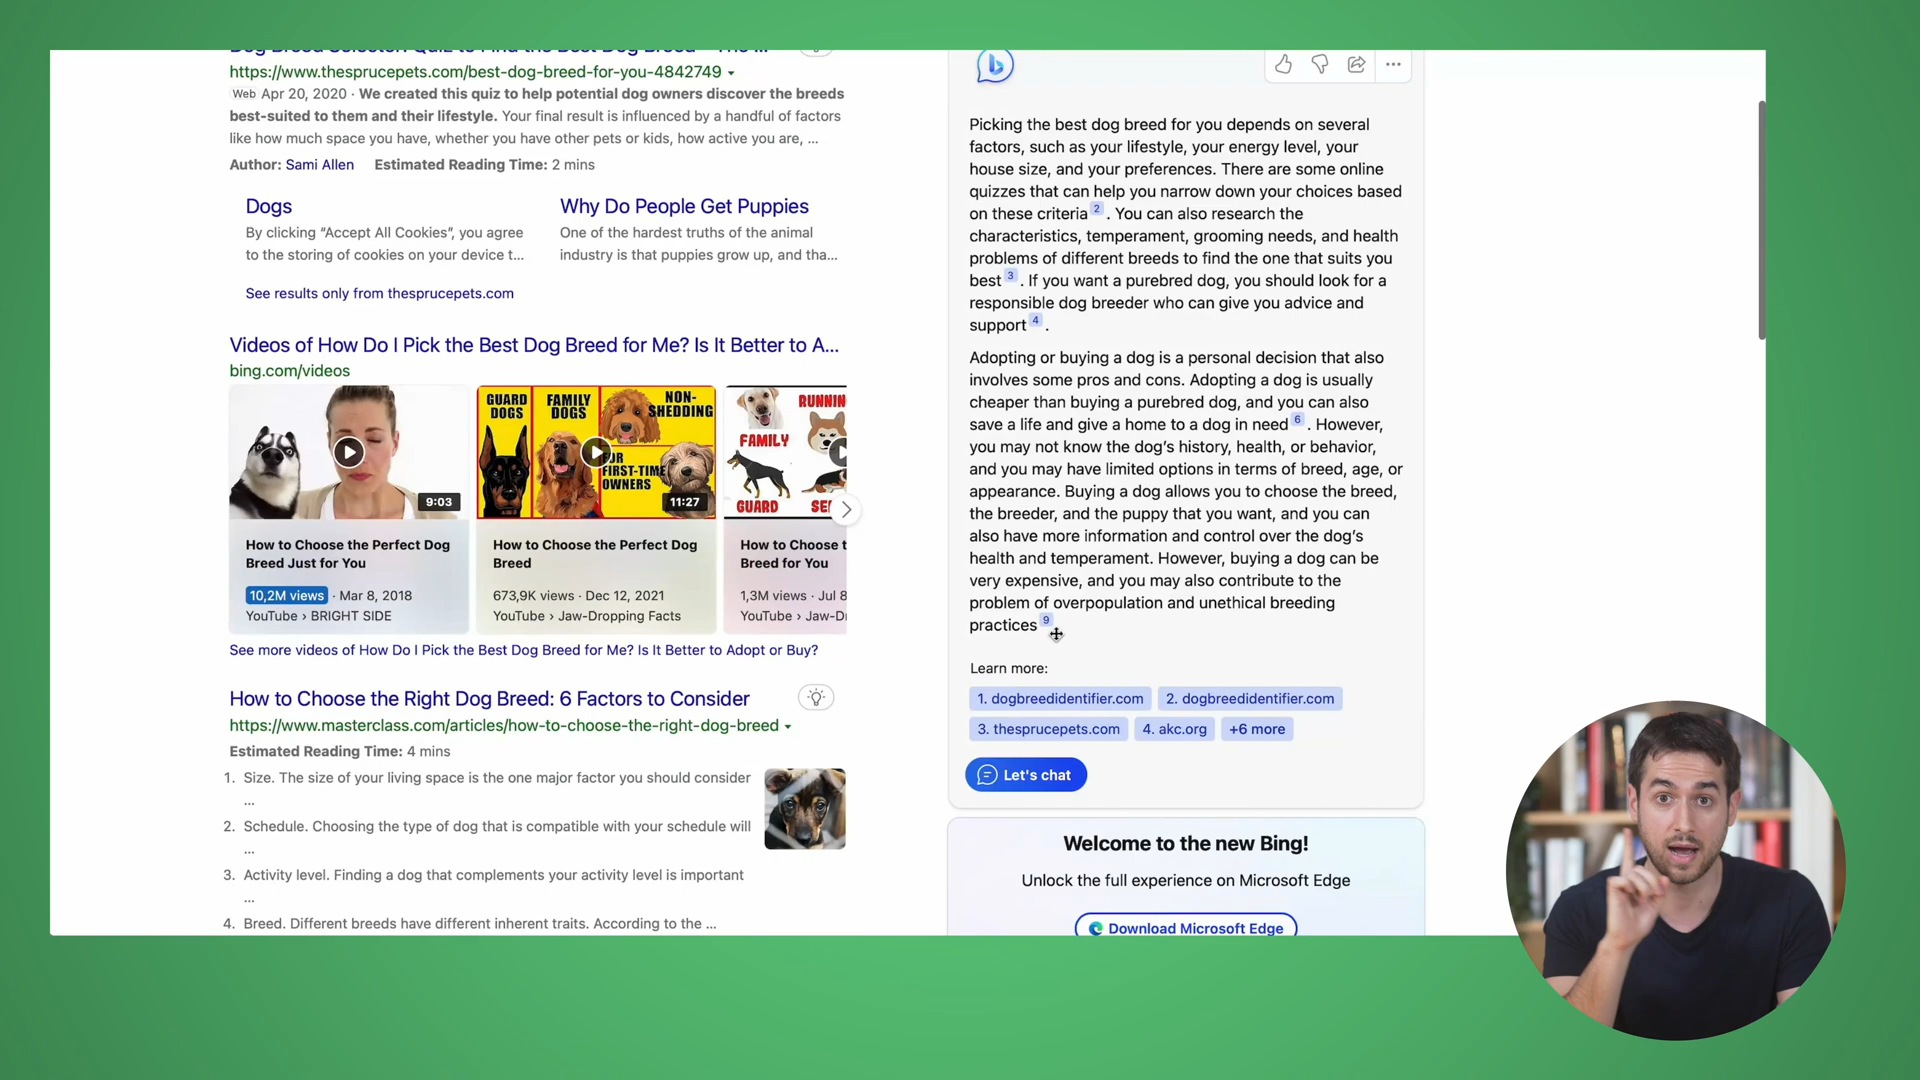 Dog Breed Selector: Quiz to Find the Best Dog Breed - The ...
https://www.thesprucepets.com/best-dog-breed-for-you-4842749
Web Apr 20, 2020 · We created this quiz to help potential dog owners discover the breeds
best-suited to them and their lifestyle. Your final result is influenced by a handful of factors
like how much space you have, whether you have other pets or kids, how active you are, ...
Author: Sami Allen Estimated Reading Time: 2 mins
Dogs
By clicking “Accept All Cookies”, you agree
to the storing of cookies on your device t...
Why Do People Get Puppies
One of the hardest truths of the animal
industry is that puppies grow up, and tha...
See results only from thesprucepets.com
Videos of How Do I Pick the Best Dog Breed for Me? Is It Better to A...
bing.com/videos
9:03
How to Choose the Perfect Dog
Breed Just for You
10,2M views · Mar 8, 2018
YouTube › BRIGHT SIDE
GUARD
DOGS
FAMILY
DOGS
NON-
SHEDDING
FOR
FIRST-TIME
OWNERS
11:27
How to Choose the Perfect Dog
Breed
673,9K views · Dec 12, 2021
YouTube › Jaw-Dropping Facts
RUNNIN
FAMILY
GUARD
SE
How to Choose t
Breed for You
1,3M views · Jul 8
YouTube › Jaw-D
See more videos of How Do I Pick the Best Dog Breed for Me? Is It Better to Adopt or Buy?
How to Choose the Right Dog Breed: 6 Factors to Consider
https://www.masterclass.com/articles/how-to-choose-the-right-dog-breed
Estimated Reading Time: 4 mins
1. Size. The size of your living space is the one major factor you should consider
...
2. Schedule. Choosing the type of dog that is compatible with your schedule will
...
3. Activity level. Finding a dog that complements your activity level is important
...
4. Breed. Different breeds have different inherent traits. According to the ...
Picking the best dog breed for you depends on several
factors, such as your lifestyle, your energy level, your
house size, and your preferences. There are some online
quizzes that can help you narrow down your choices based
on these criteria 2 . You can also research the
characteristics, temperament, grooming needs, and health
problems of different breeds to find the one that suits you
best 3 . If you want a purebred dog, you should look for a
responsible dog breeder who can give you advice and
support 4 .
Adopting or buying a dog is a personal decision that also
involves some pros and cons. Adopting a dog is usually
cheaper than buying a purebred dog, and you can also
save a life and give a home to a dog in need 6 . However,
you may not know the dog's history, health, or behavior,
and you may have limited options in terms of breed, age, or
appearance. Buying a dog allows you to choose the breed,
the breeder, and the puppy that you want, and you can
also have more information and control over the dog's
health and temperament. However, buying a dog can be
very expensive, and you may also contribute to the
problem of overpopulation and unethical breeding
practices 9
Learn more:
1. dogbreedidentifier.com 2. dogbreedidentifier.com
3. thesprucepets.com 4. akc.org +6 more
Let's chat
Welcome to the new Bing!
Unlock the full experience on Microsoft Edge
Download Microsoft Edge